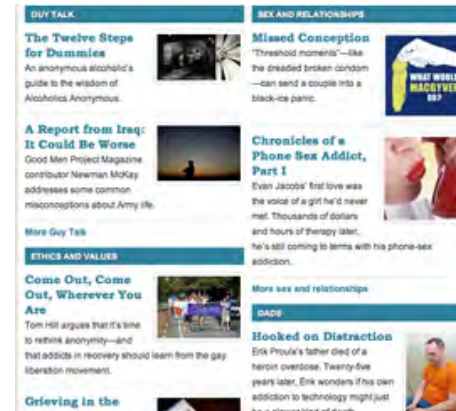 GUY TALK
The Twelve Steps
for Dummies
An anonymous alcoholic's
guide to the wisdom of
Alcoholics Anonymous.
A Report from Iraq:
It Could Be Worse
Good Men Project Magazine
contributor Newman McKay
addresses some common
misconceptions about Army life.
More Guy Talk
ETHICS AND VALUES
Come Out, Come
Out, Wherever You
Are
Tom Hill argues that it's time
to rethink anonymity—and
that addicts in recovery should learn from the gay
liberation movement.
Grieving in the
SEX AND RELATIONSHIPS
Missed Conception
"Threshold moments"—like
the dreaded broken condom
—can send a couple into a
black-ice panic.
WHAT WOULD
MACGYVER
DO?
Chronicles of a
Phone Sex Addict,
Part I
Evan Jacobs' first love was
the voice of a girl he'd never
met. Thousands of dollars
and hours of therapy later,
he's still coming to terms with his phone-sex
addiction.
More sex and relationships
DADS
Hooked on Distraction
Erik Proulx's father died of a
heroin overdose. Twenty-five
years later, Erik wonders if his own
addiction to technology might just
be a slower kind of death.